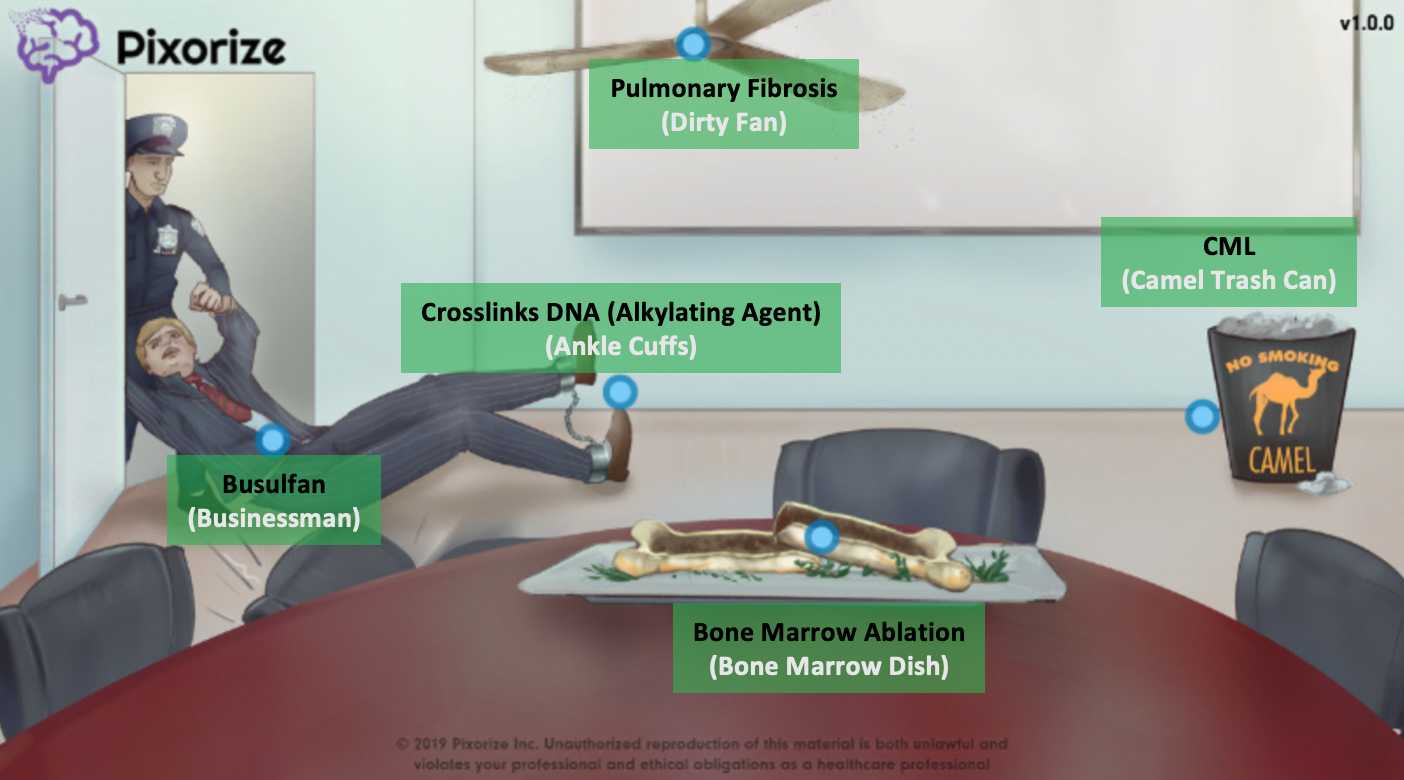 Pixorize
v1.0.0
Pulmonary Fibrosis
(Dirty Fan)
CML
(Camel Trash Can)
Crosslinks DNA (Alkylating Agent)
(Ankle Cuffs)
NO SMOKING
CAMEL
Busulfan
(Businessman)
Bone Marrow Ablation
(Bone Marrow Dish)
© 2019 Pixorize Inc. Unauthorized reproduction of this material is both unlawful and
violates your professional and ethical obligations as a healthcare professional